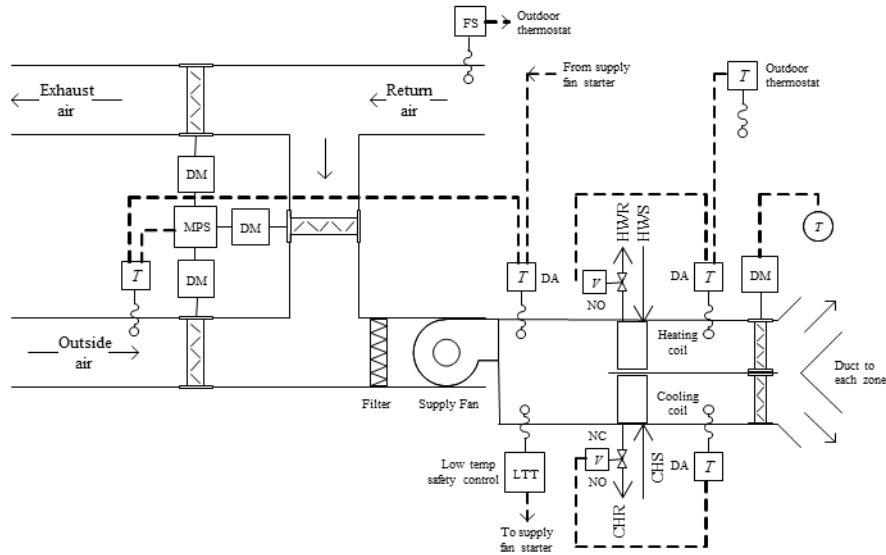 FS
Outdoor
thermostat
Exhaust
air
Return
air
From supply
fan starter
T
Outdoor
thermostat
DM
MPS
DM
DM
T
T
DA
V
NO
HWR
HWS
T
DA
DM
T
Outside
air
Filter
Supply Fan
Heating
coil
Cooling
coil
Duct to
each zone
Low temp
safety control
LTT
To supply
fan starter
NC
V
NO
CHR
CHS
DA
T